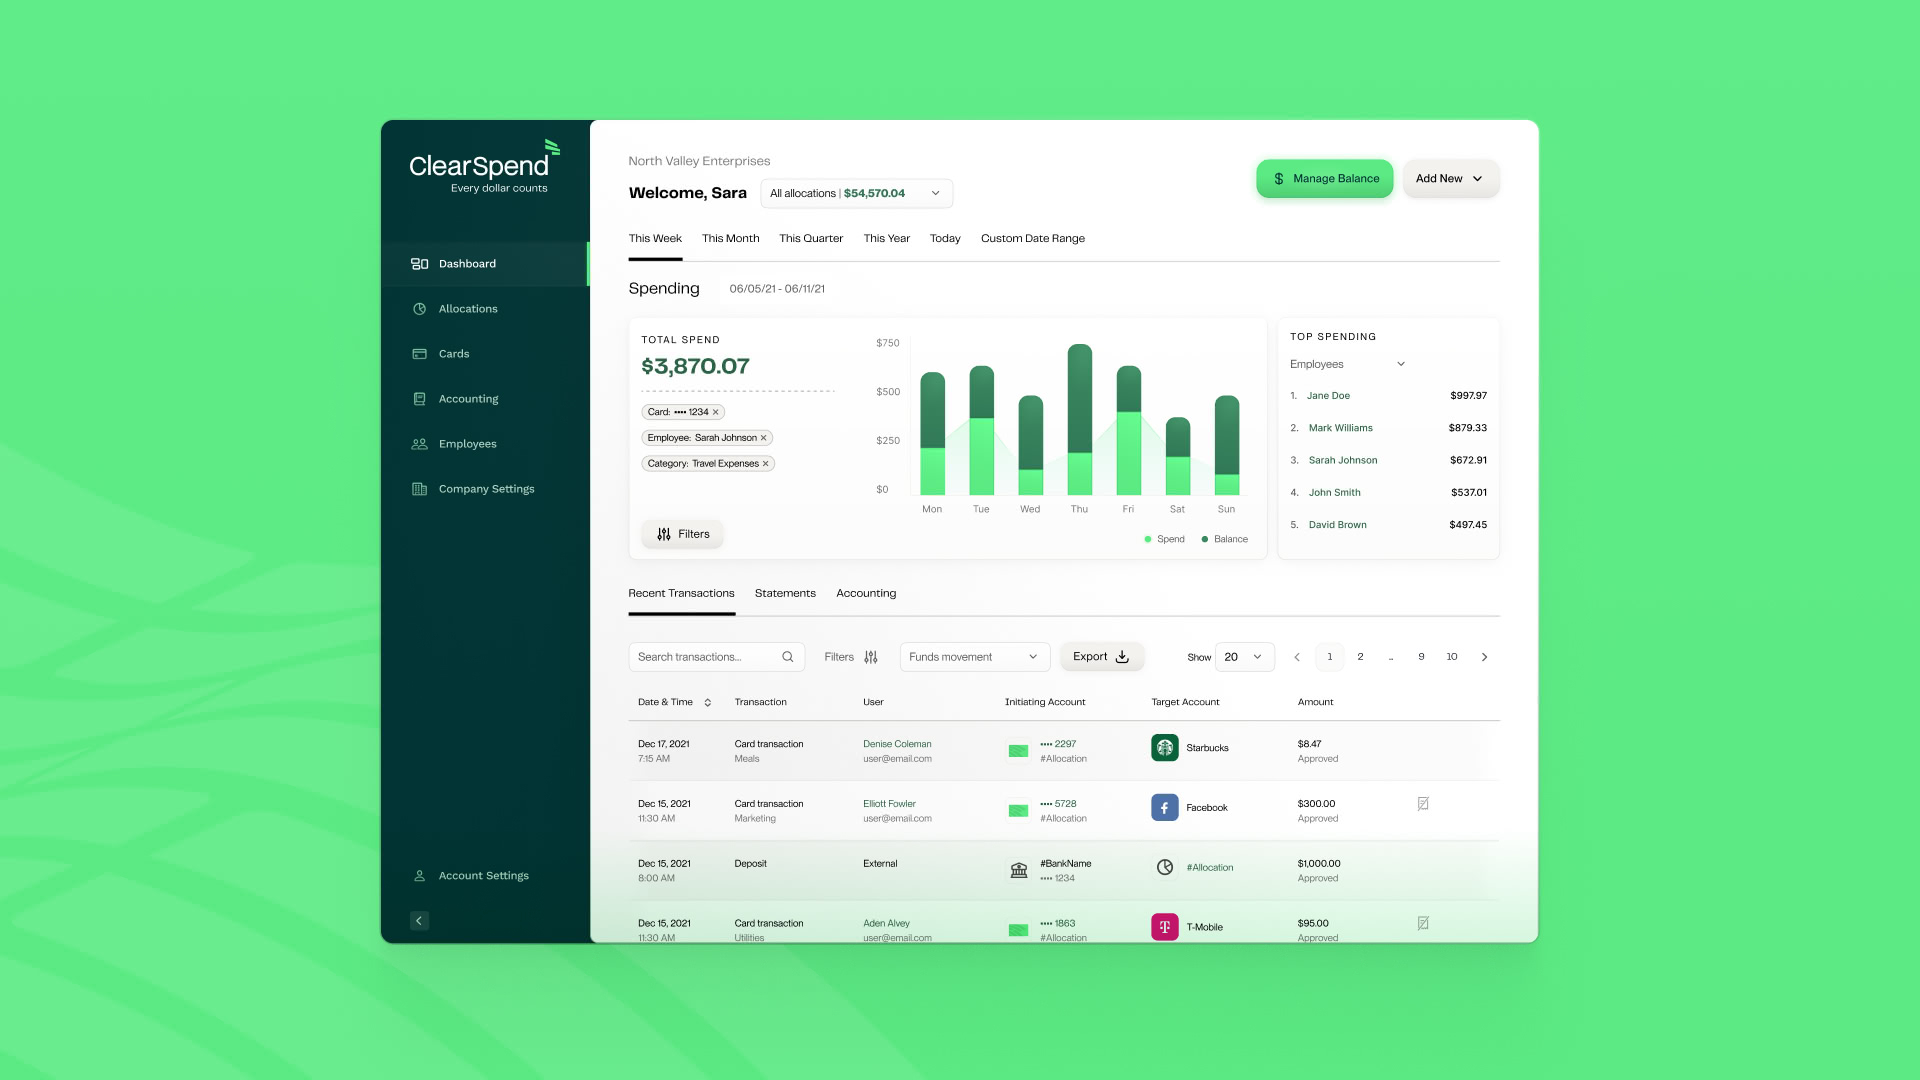 ClearSpend
Every dollar counts
Dashboard
Allocations
Cards
Accounting
Employees
Company Settings
Account Settings
North Valley Enterprises
Welcome, Sara
All allocations | $54,570.04
$ Manage Balance
Add New
This Week This Month This Quarter This Year Today Custom Date Range
Spending 06/05/21 - 06/11/21
TOTAL SPEND
$3,870.07
Card: •••• 1234 ×
Employee: Sarah Johnson ×
Category: Travel Expenses ×
Filters
$750
$500
$250
$0
Mon Tue Wed Thu Fri Sat Sun
Spend Balance
TOP SPENDING
Employees
1. Jane Doe $997.97
2. Mark Williams $879.33
3. Sarah Johnson $672.91
4. John Smith $537.01
5. David Brown $497.45
Recent Transactions Statements Accounting
Search transactions... Filters Funds movement Export Show 20 1 2 .. 9 10
Date & Time Transaction User Initiating Account Target Account Amount
Dec 17, 2021 Card transaction Denise Coleman •••• 2297 Starbucks $8.47
7:15 AM Meals user@email.com #Allocation Approved
Dec 15, 2021 Card transaction Elliott Fowler •••• 5728 Facebook $300.00
11:30 AM Marketing user@email.com #Allocation Approved
Dec 15, 2021 Deposit External #BankName #Allocation $1,000.00
8:00 AM •••• 1234 Approved
Dec 15, 2021 Card transaction Aden Alvey •••• 1863 T-Mobile $95.00
11:30 AM Utilities user@email.com #Allocation Approved